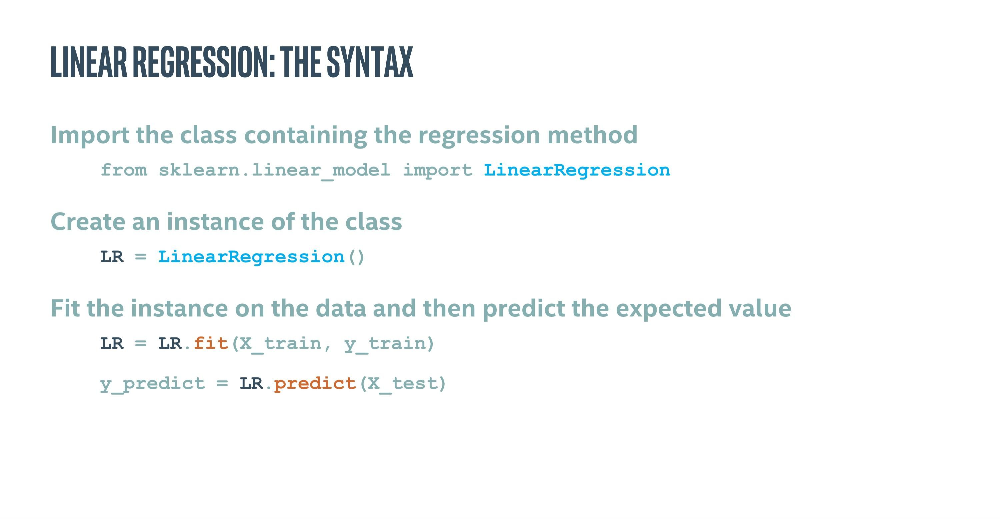 LINEAR REGRESSION: THE SYNTAX
Import the class containing the regression method
from sklearn.linear_model import LinearRegression
Create an instance of the class
LR = LinearRegression()
Fit the instance on the data and then predict the expected value
LR = LR.fit(X_train, y_train)
y_predict = LR.predict(X_test)